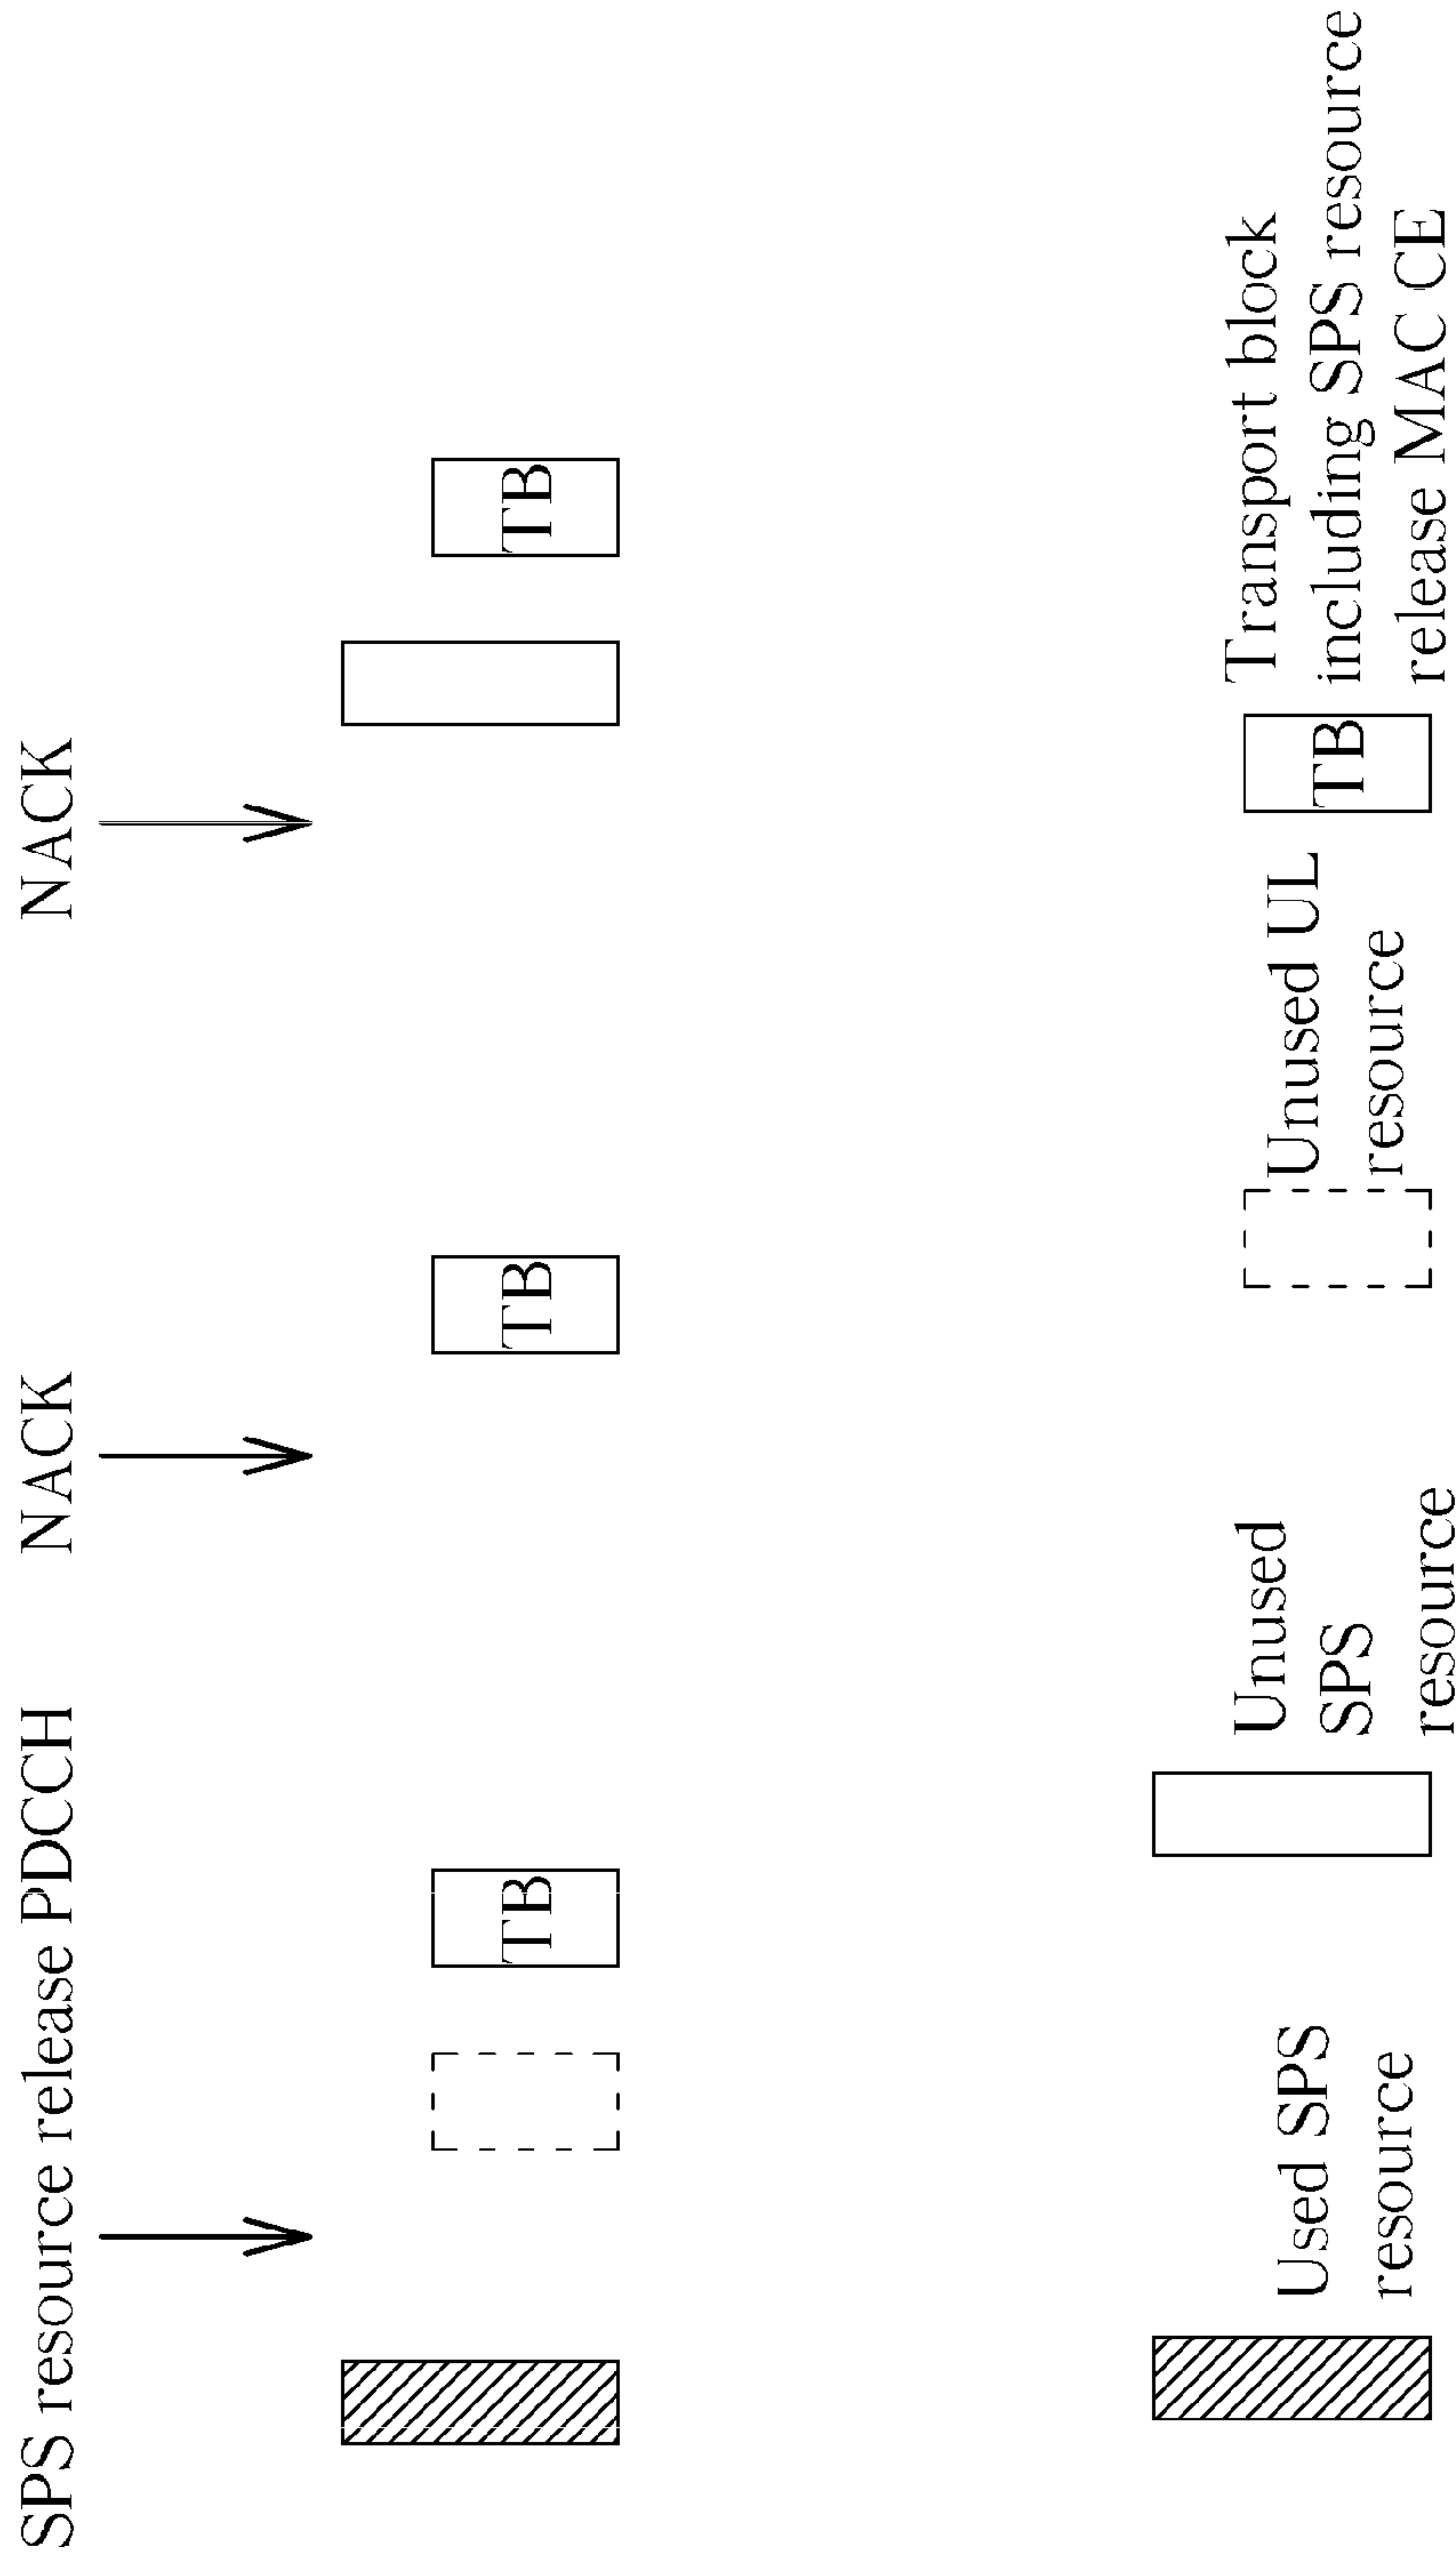 SPS resource release PDCCH
NACK
NACK
TB
TB
TB
Used SPS
resource
Unused
SPS
resource
Unused UL
resource
TB
Transport block
including SPS resource
release MAC CE